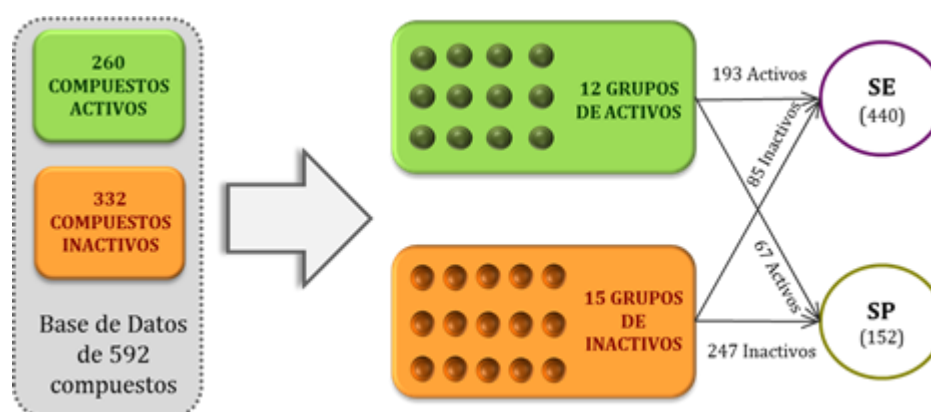 260
COMPUESTOS
ACTIVOS
332
COMPUESTOS
INACTIVOS
Base de Datos
de 592
compuestos
12 GRUPOS
DE ACTIVOS
15 GRUPOS
DE
INACTIVOS
193 Activos
85 Inactivos
67 Activos
247 Inactivos
SE
(440)
SP
(152)